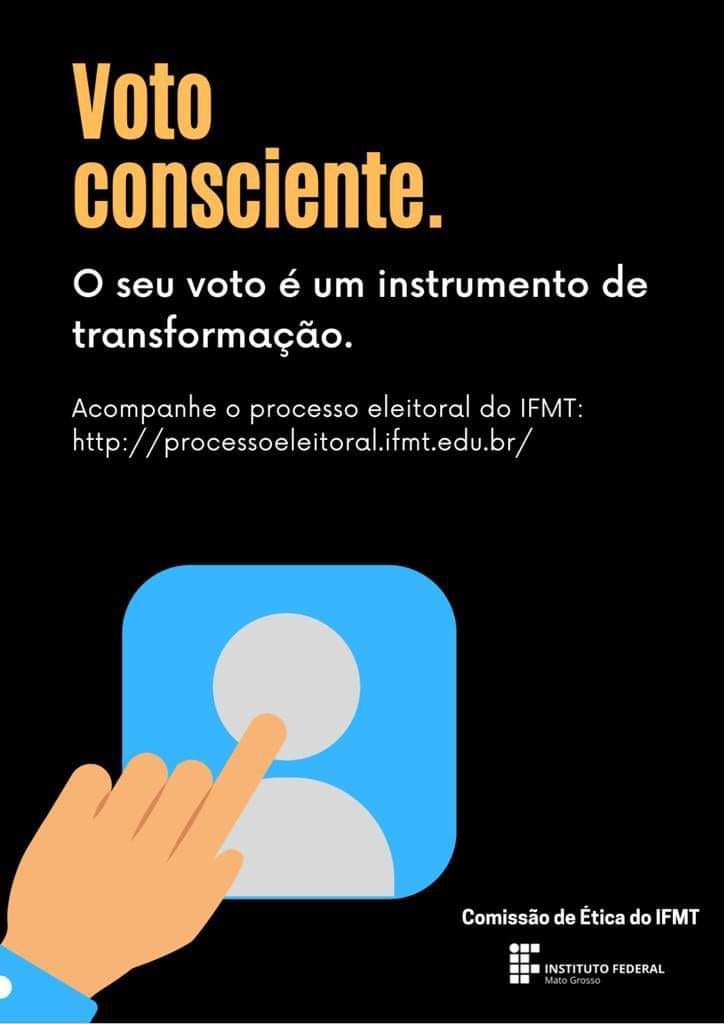 Voto
consciente.
O seu voto é um instrumento de
transformação.
Acompanhe o processo eleitoral do IFMT:
http://processoeleitoral.ifmt.edu.br/
Comissão de Ética do IFMT
INSTITUTO FEDERAL
Mato Grosso